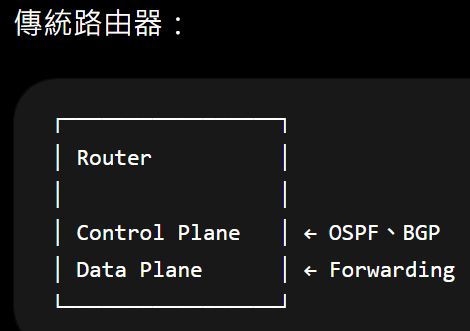 傳統路由器：
Router
Control Plane ← OSPF、BGP
Data Plane ← Forwarding